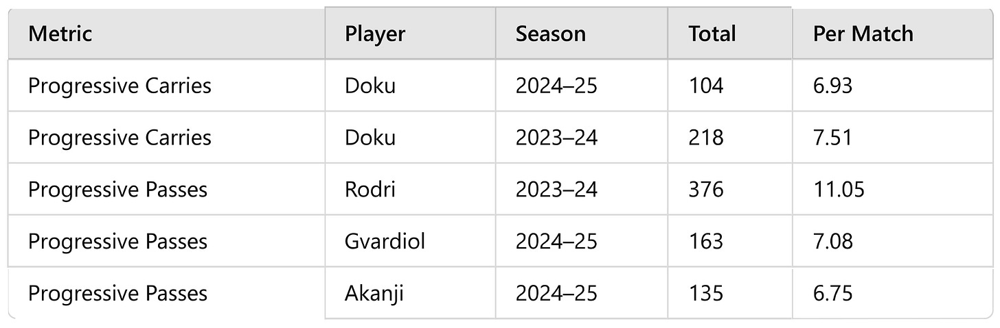 Metric Player Season Total Per Match
Progressive Carries Doku 2024–25 104 6.93
Progressive Carries Doku 2023–24 218 7.51
Progressive Passes Rodri 2023–24 376 11.05
Progressive Passes Gvardiol 2024–25 163 7.08
Progressive Passes Akanji 2024–25 135 6.75